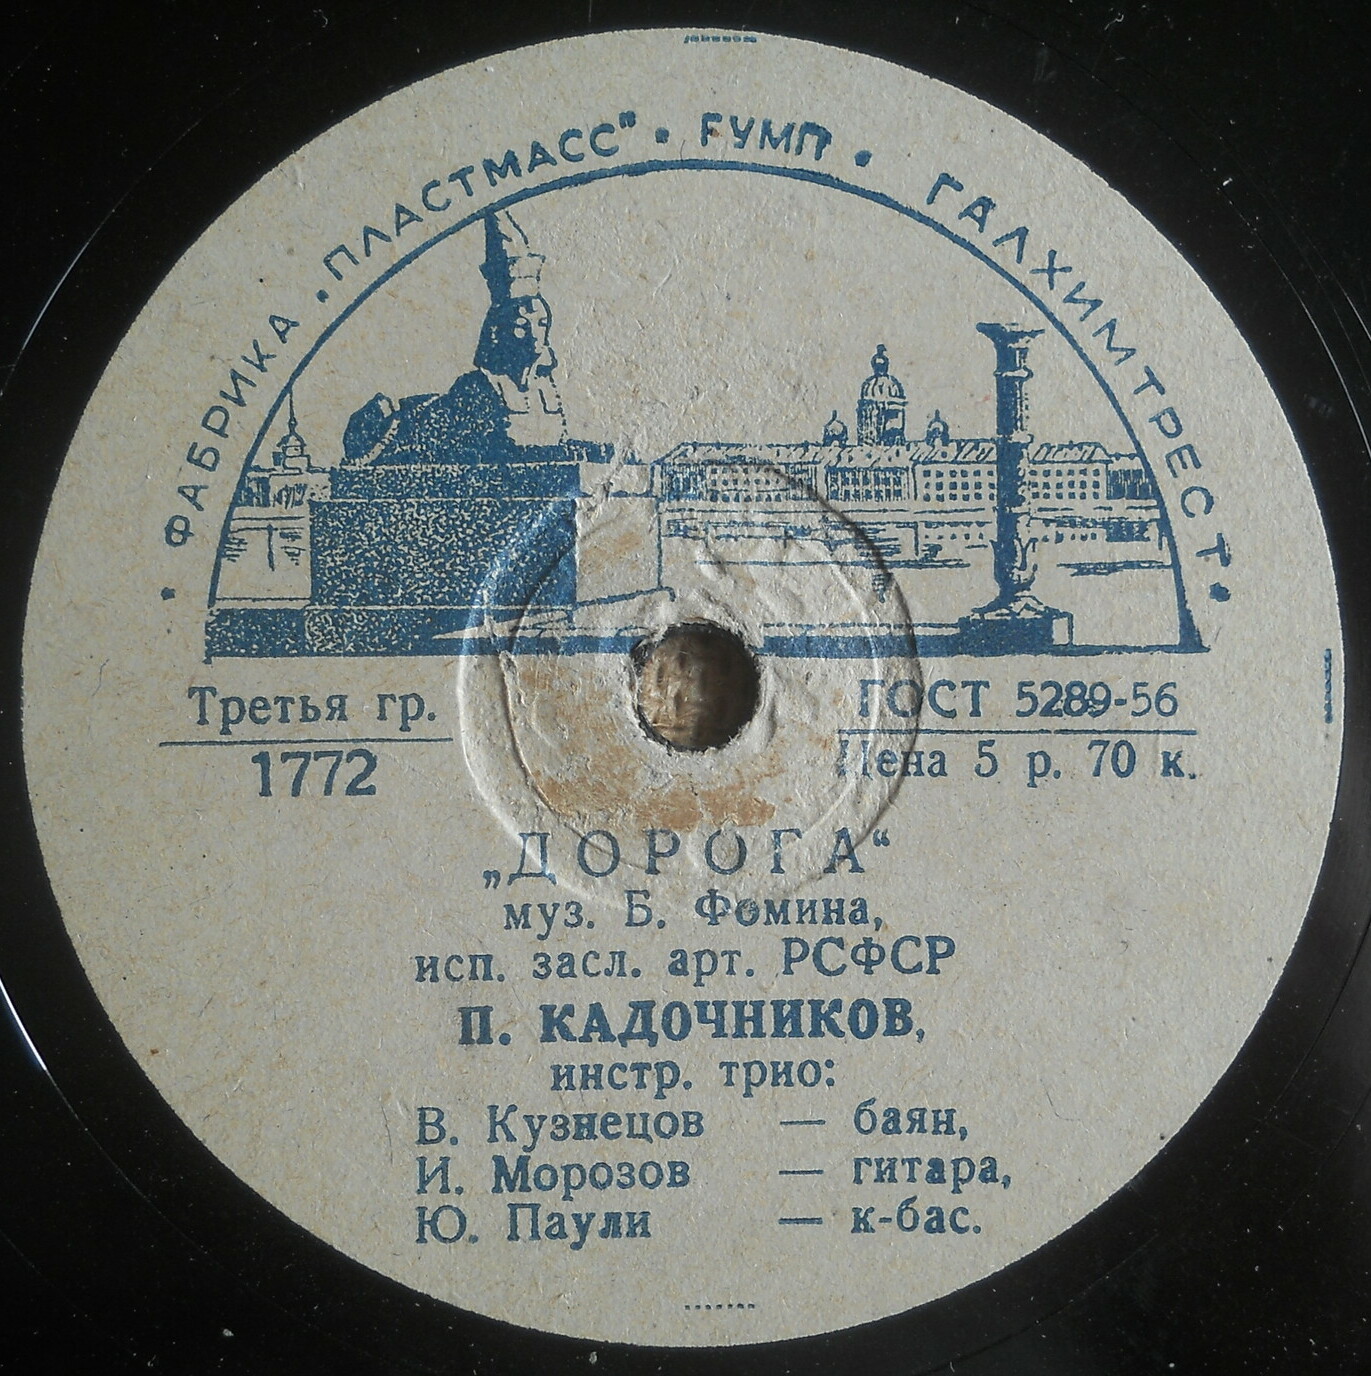 • ФАБРИКА • ПЛАСТМАСС" • ГУМП • ГАЛХИМТРЕСТ •
Третья гр.
1772
ГОСТ 5289-56
Цена 5 р. 70 к.
„ДОРОГА“
муз. Б. Фомина,
исп. засл. арт. РСФСР
П. КАДОЧНИКОВ,
инстр. трио:
В. Кузнецов — баян,
И. Морозов — гитара,
Ю. Паули — к-бас.